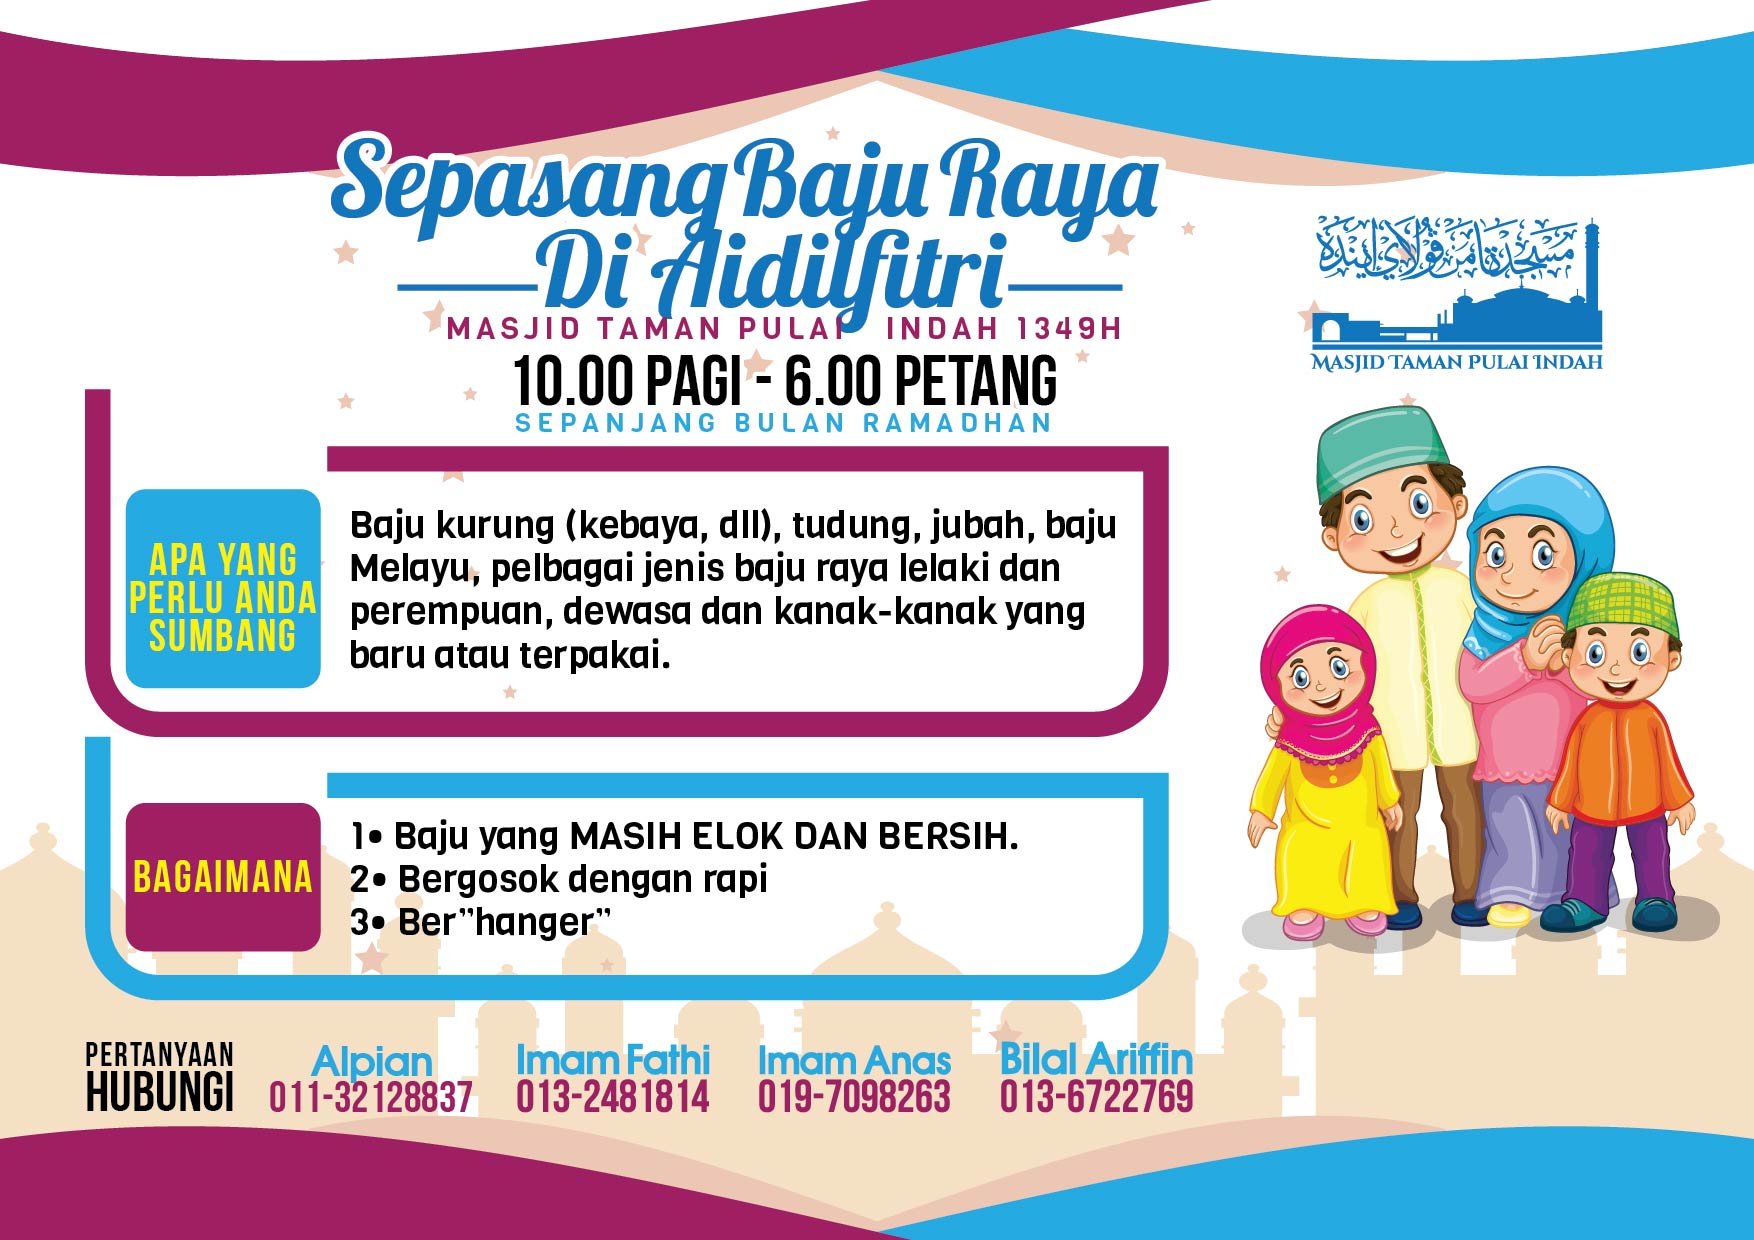 Sepasang Baju Raya
Di Aidilfitri
MASJID TAMAN PULAI INDAH 1349H
10.00 PAGI - 6.00 PETANG
SEPANJANG BULAN RAMADHAN
مسجد تامن ڤولاي اينده
MASJID TAMAN PULAI INDAH
APA YANG
PERLU ANDA
SUMBANG
Baju kurung (kebaya, dll), tudung, jubah, baju
Melayu, pelbagai jenis baju raya lelaki dan
perempuan, dewasa dan kanak-kanak yang
baru atau terpakai.
BAGAIMANA
1• Baju yang MASIH ELOK DAN BERSIH.
2• Bergosok dengan rapi
3• Ber”hanger”
PERTANYAAN
HUBUNGI
Alpian
011-32128837
Imam Fathi
013-2481814
Imam Anas
019-7098263
Bilal Ariffin
013-6722769